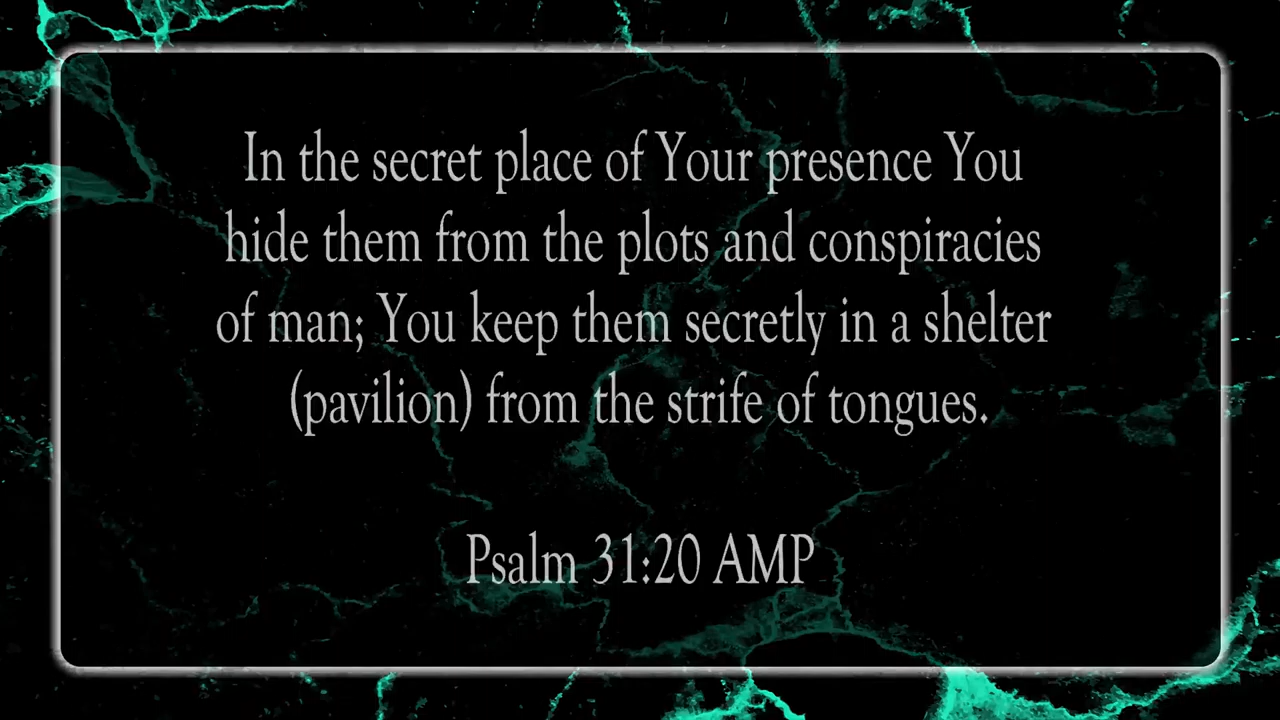 In the secret place of Your presence You
hide them from the plots and conspiracies
of man; You keep them secretly in a shelter
(pavilion) from the strife of tongues.
Psalm 31:20 AMP